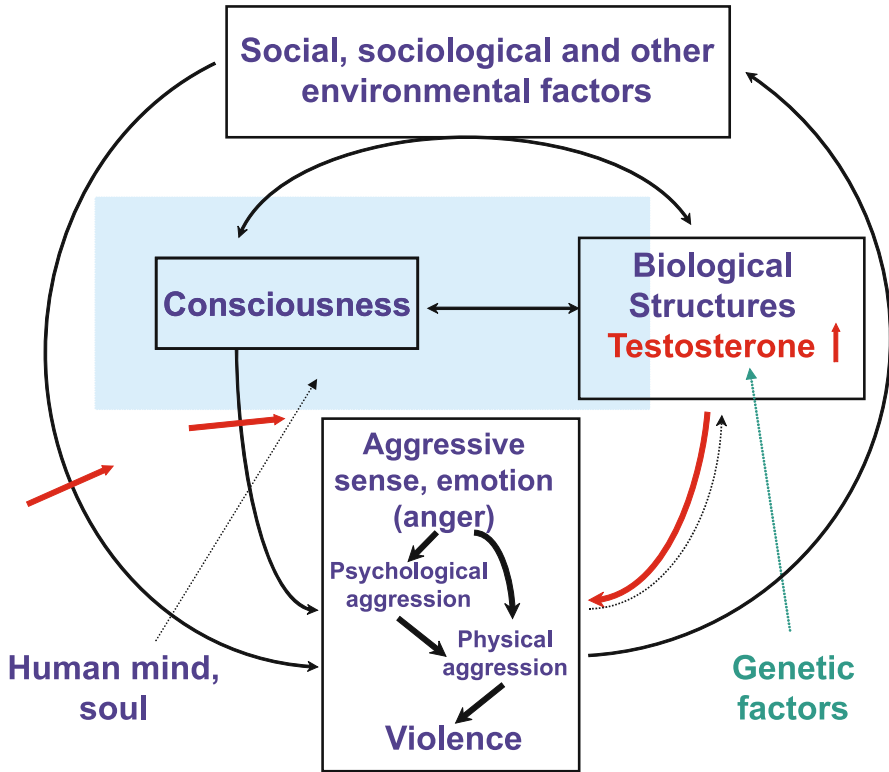 Social, sociological and other
environmental factors
Consciousness
Biological
Structures
Testosterone
Aggressive
sense, emotion
(anger)
Psychological
aggression
Physical
aggression
Violence
Human mind,
soul
Genetic
factors